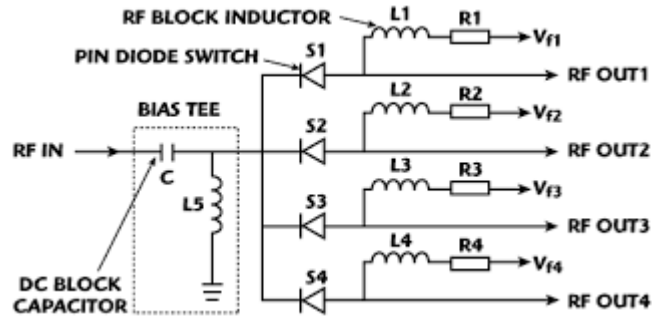 RF BLOCK INDUCTOR
L1
R1
Vf1
S1
PIN DIODE SWITCH
RF OUT1
L2
R2
Vf2
BIAS TEE
S2
RF IN
RF OUT2
C
L3
R3
Vf3
L5
S3
RF OUT3
L4
R4
Vf4
DC BLOCK
CAPACITOR
S4
RF OUT4